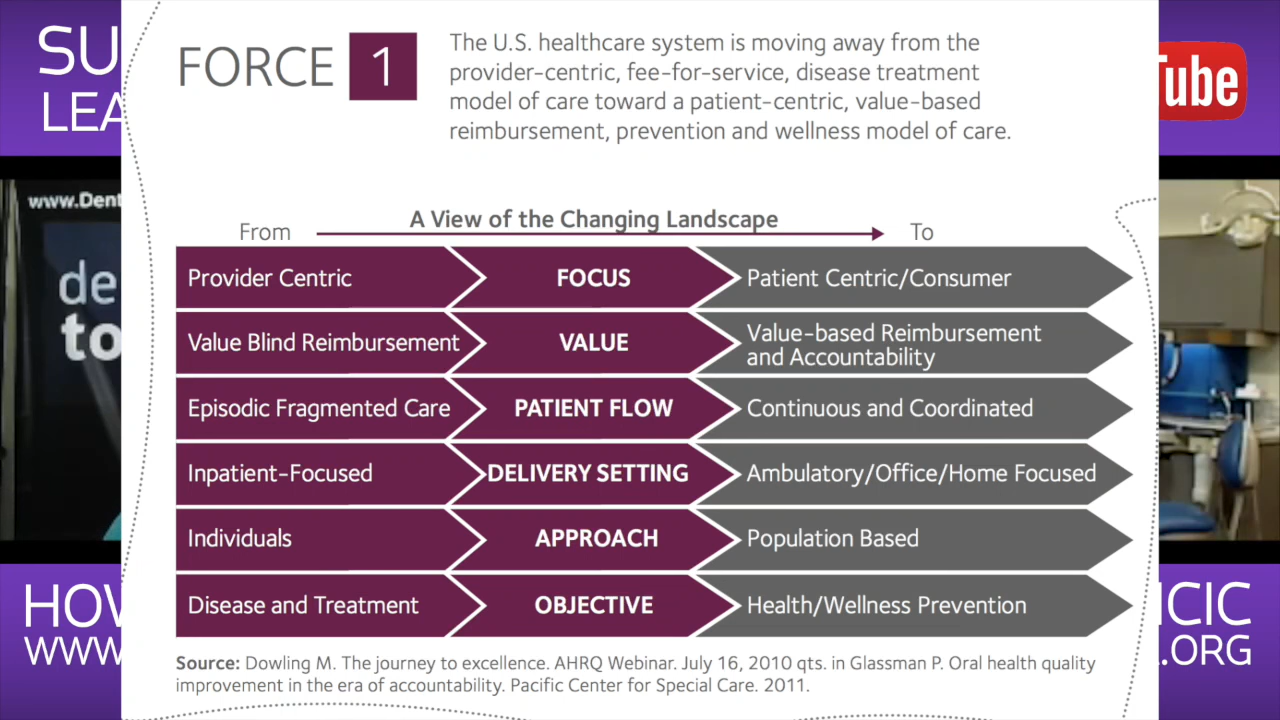 SU
LEA
FORCE 1
The U.S. healthcare system is moving away from the
provider-centric, fee-for-service, disease treatment
model of care toward a patient-centric, value-based
reimbursement, prevention and wellness model of care.
Tube
www.Dent
de
to
A View of the Changing Landscape
From
To
Provider Centric
FOCUS
Patient Centric/Consumer
Value Blind Reimbursement
VALUE
Value-based Reimbursement
and Accountability
Episodic Fragmented Care
PATIENT FLOW
Continuous and Coordinated
Inpatient-Focused
DELIVERY SETTING
Ambulatory/Office/Home Focused
Individuals
APPROACH
Population Based
Disease and Treatment
OBJECTIVE
Health/Wellness Prevention
Source: Dowling M. The journey to excellence. AHRQ Webinar. July 16, 2010 qts. in Glassman P. Oral health quality
improvement in the era of accountability. Pacific Center for Special Care. 2011.
HOW
WWW.
ICIC
.ORG